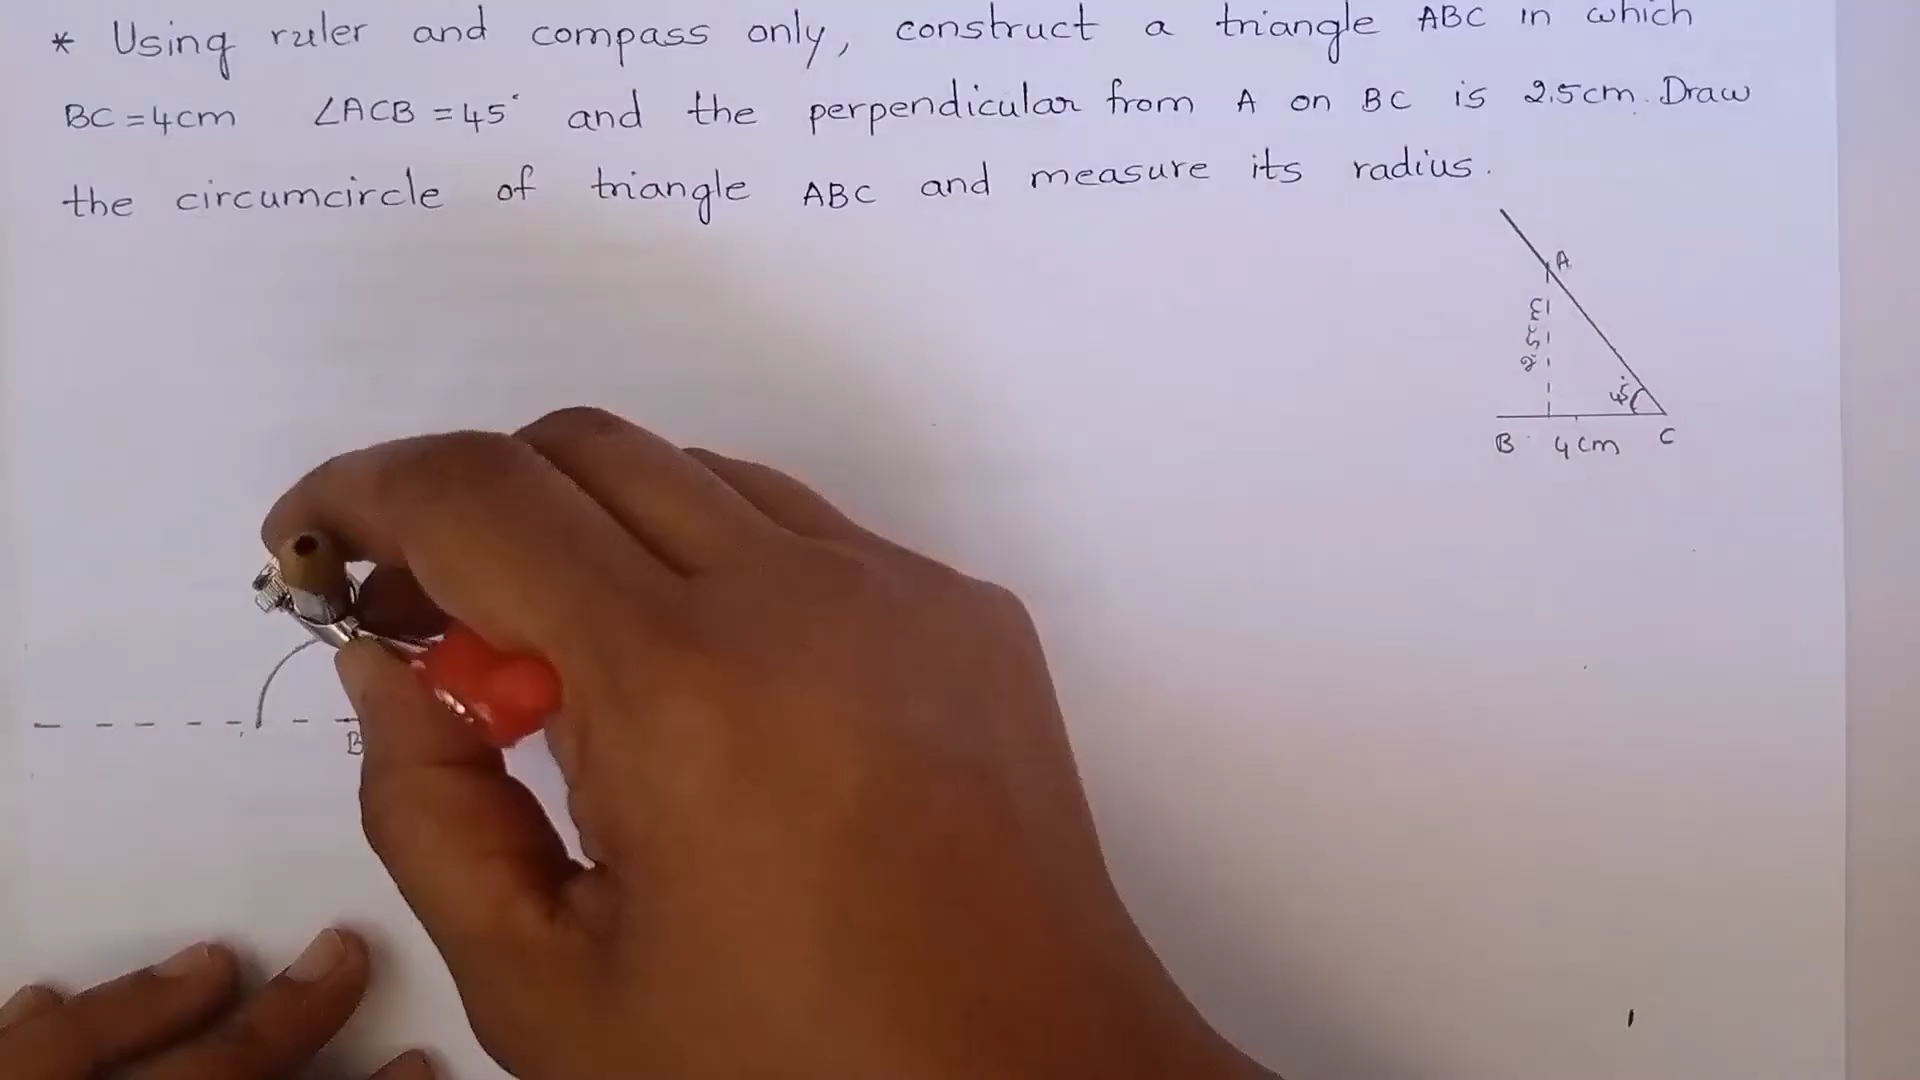 * Using ruler and compass only, construct a triangle ABC in which
BC = 4cm ∠ACB = 45° and the perpendicular from A on BC is 2.5cm. Draw
the circumcircle of triangle ABC and measure its radius.
A
2.5cm
45°
B 4cm C
B